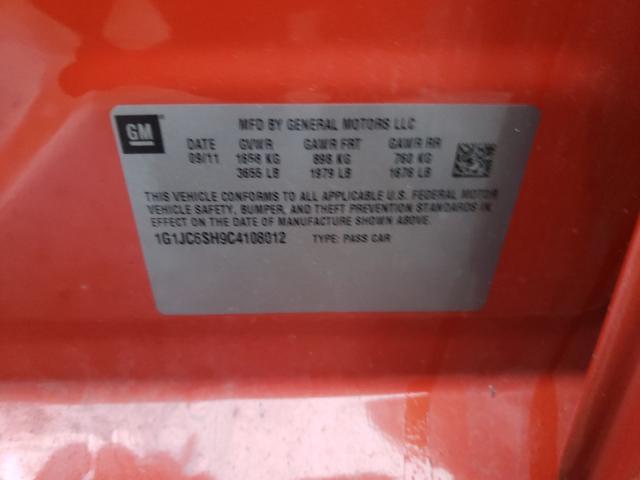 GM
MFD BY GENERAL MOTORS LLC
DATE GVWR GAWR FRT GAWR RR
09/11 1658 KG 898 KG 760 KG
3655 LB 1979 LB 1676 LB
THIS VEHICLE CONFORMS TO ALL APPLICABLE U.S. FEDERAL MOTOR
VEHICLE SAFETY, BUMPER, AND THEFT PREVENTION STANDARDS IN
EFFECT ON THE DATE OF MANUFACTURE SHOWN ABOVE.
1G1JC6SH9C4108012 TYPE: PASS CAR